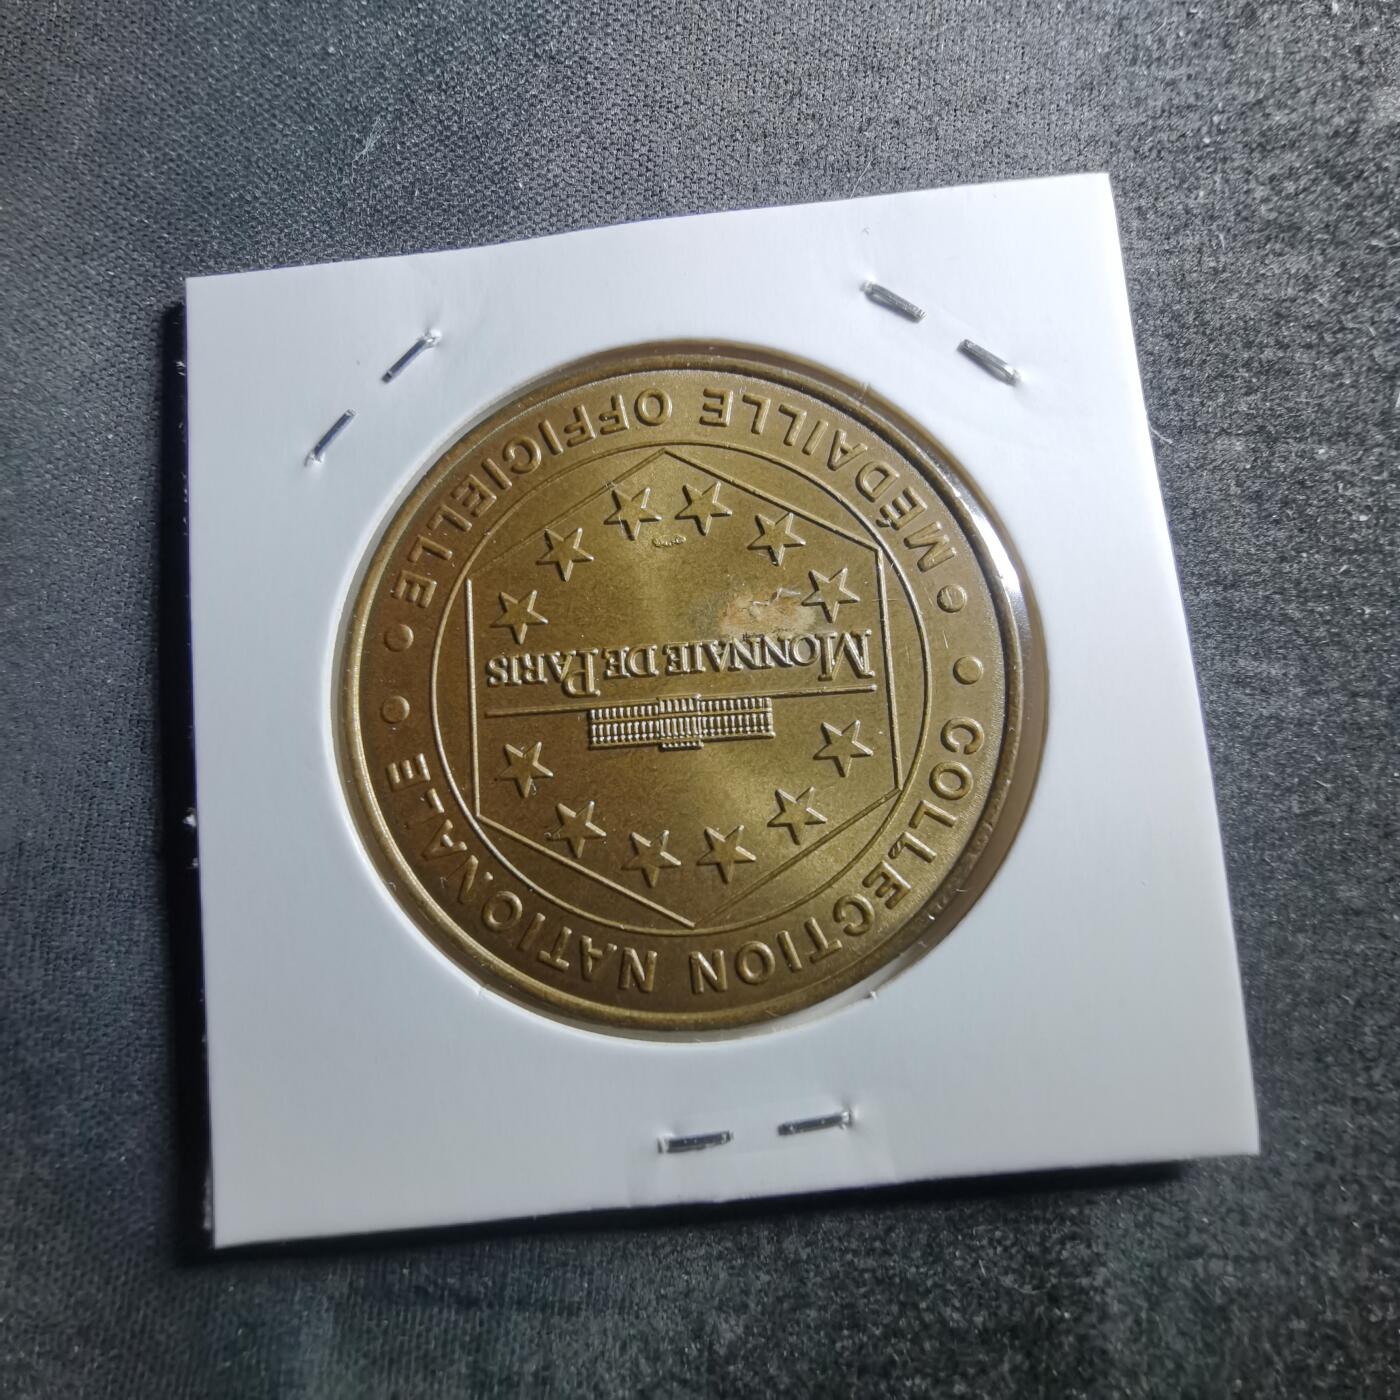 COLLECTION NATIONALE
MONNAIE DE PARIS
MÉDAILLE OFFICIELLE